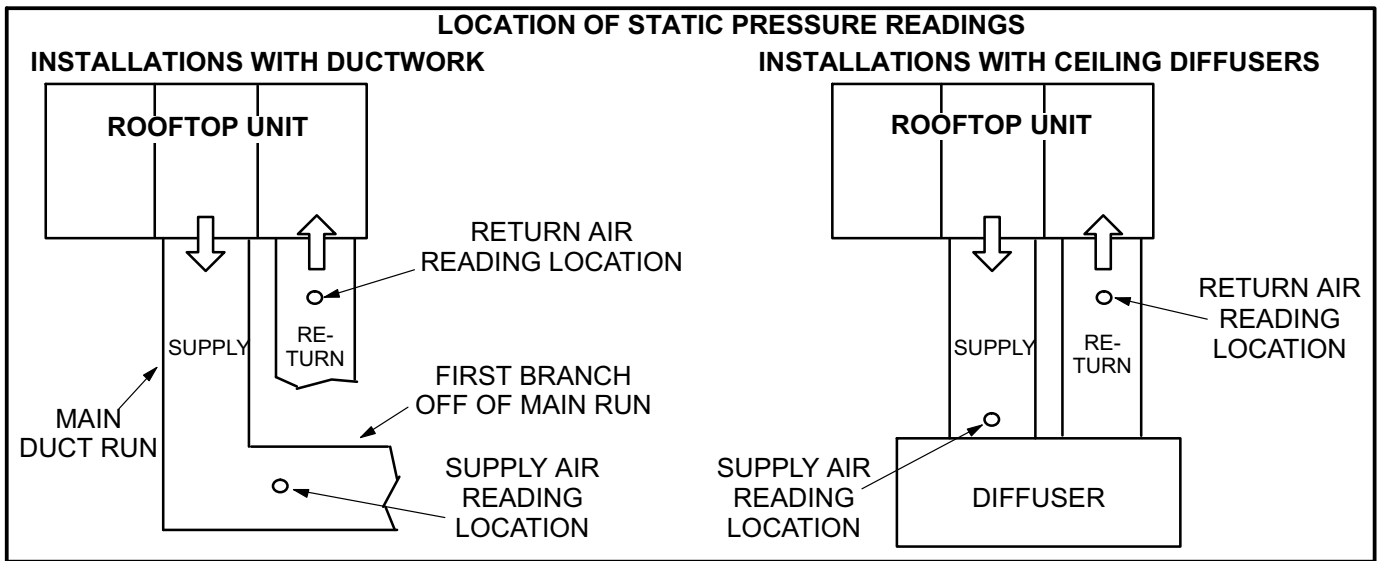 LOCATION OF STATIC PRESSURE READINGS
INSTALLATIONS WITH DUCTWORK
ROOFTOP UNIT
RETURN AIR
READING LOCATION
SUPPLY
RE-
TURN
FIRST BRANCH
OFF OF MAIN RUN
MAIN
DUCT RUN
SUPPLY AIR
READING
LOCATION
INSTALLATIONS WITH CEILING DIFFUSERS
ROOFTOP UNIT
RETURN AIR
READING
LOCATION
SUPPLY
RE-
TURN
SUPPLY AIR
READING
LOCATION
DIFFUSER